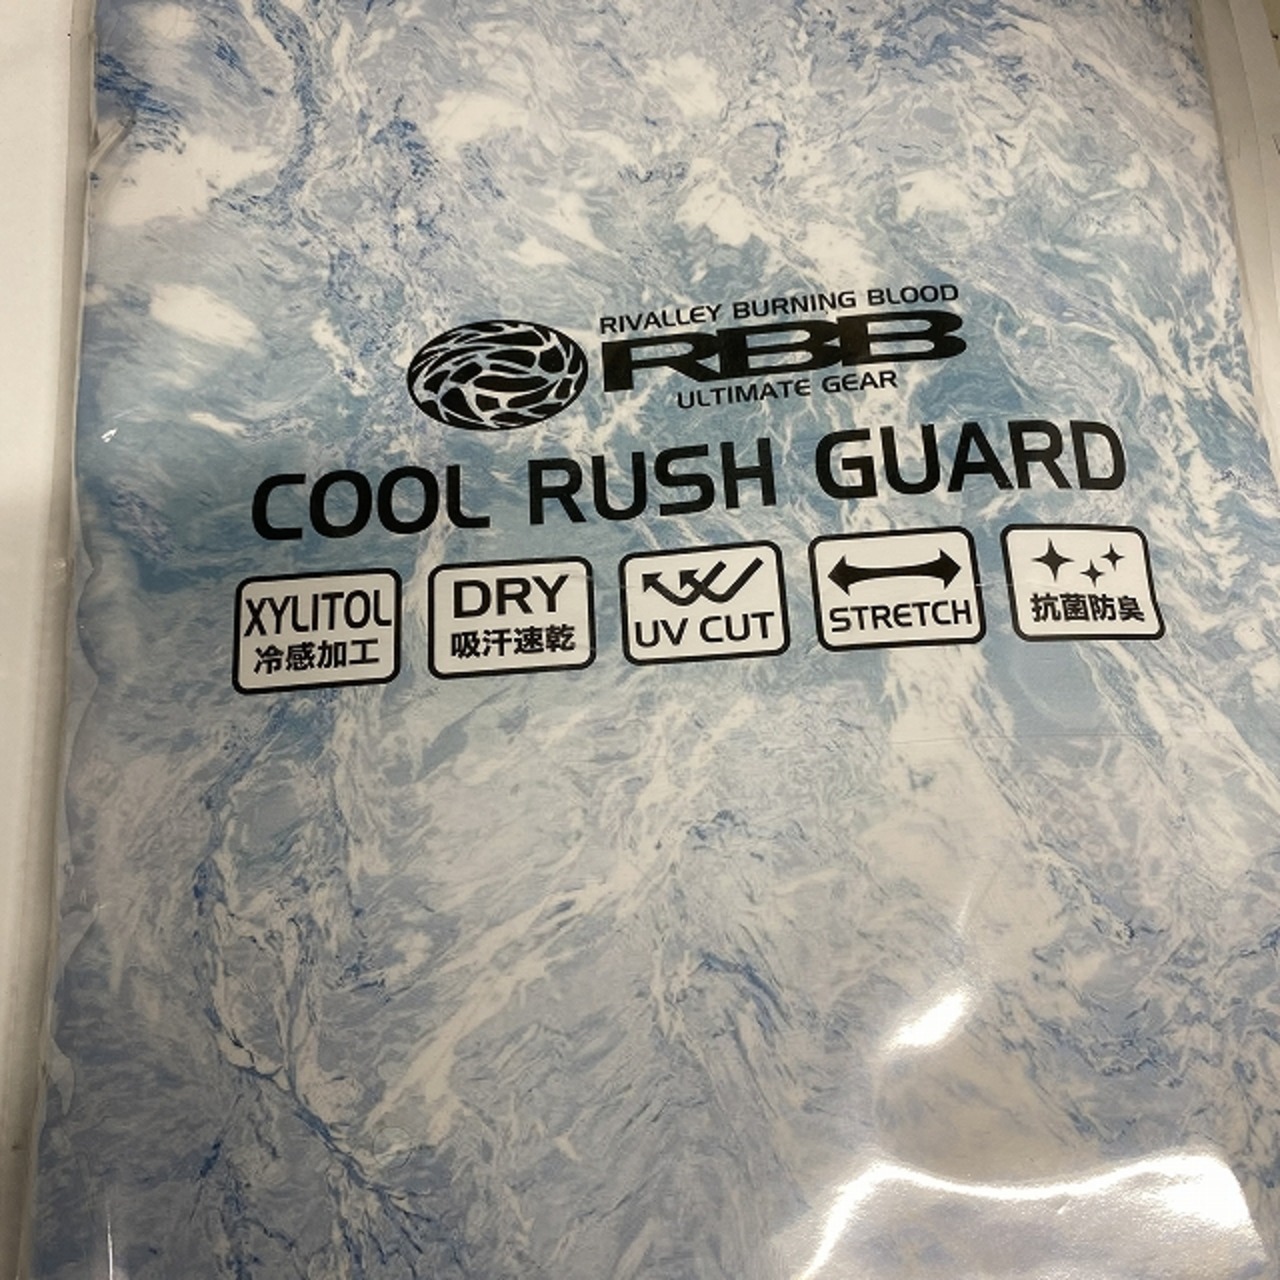 RIVALLEY BURNING BLOOD
RBB
ULTIMATE GEAR
COOL RUSH GUARD
XYLITOL
冷感加工
DRY
吸汗速乾
UV CUT
STRETCH
抗菌防臭